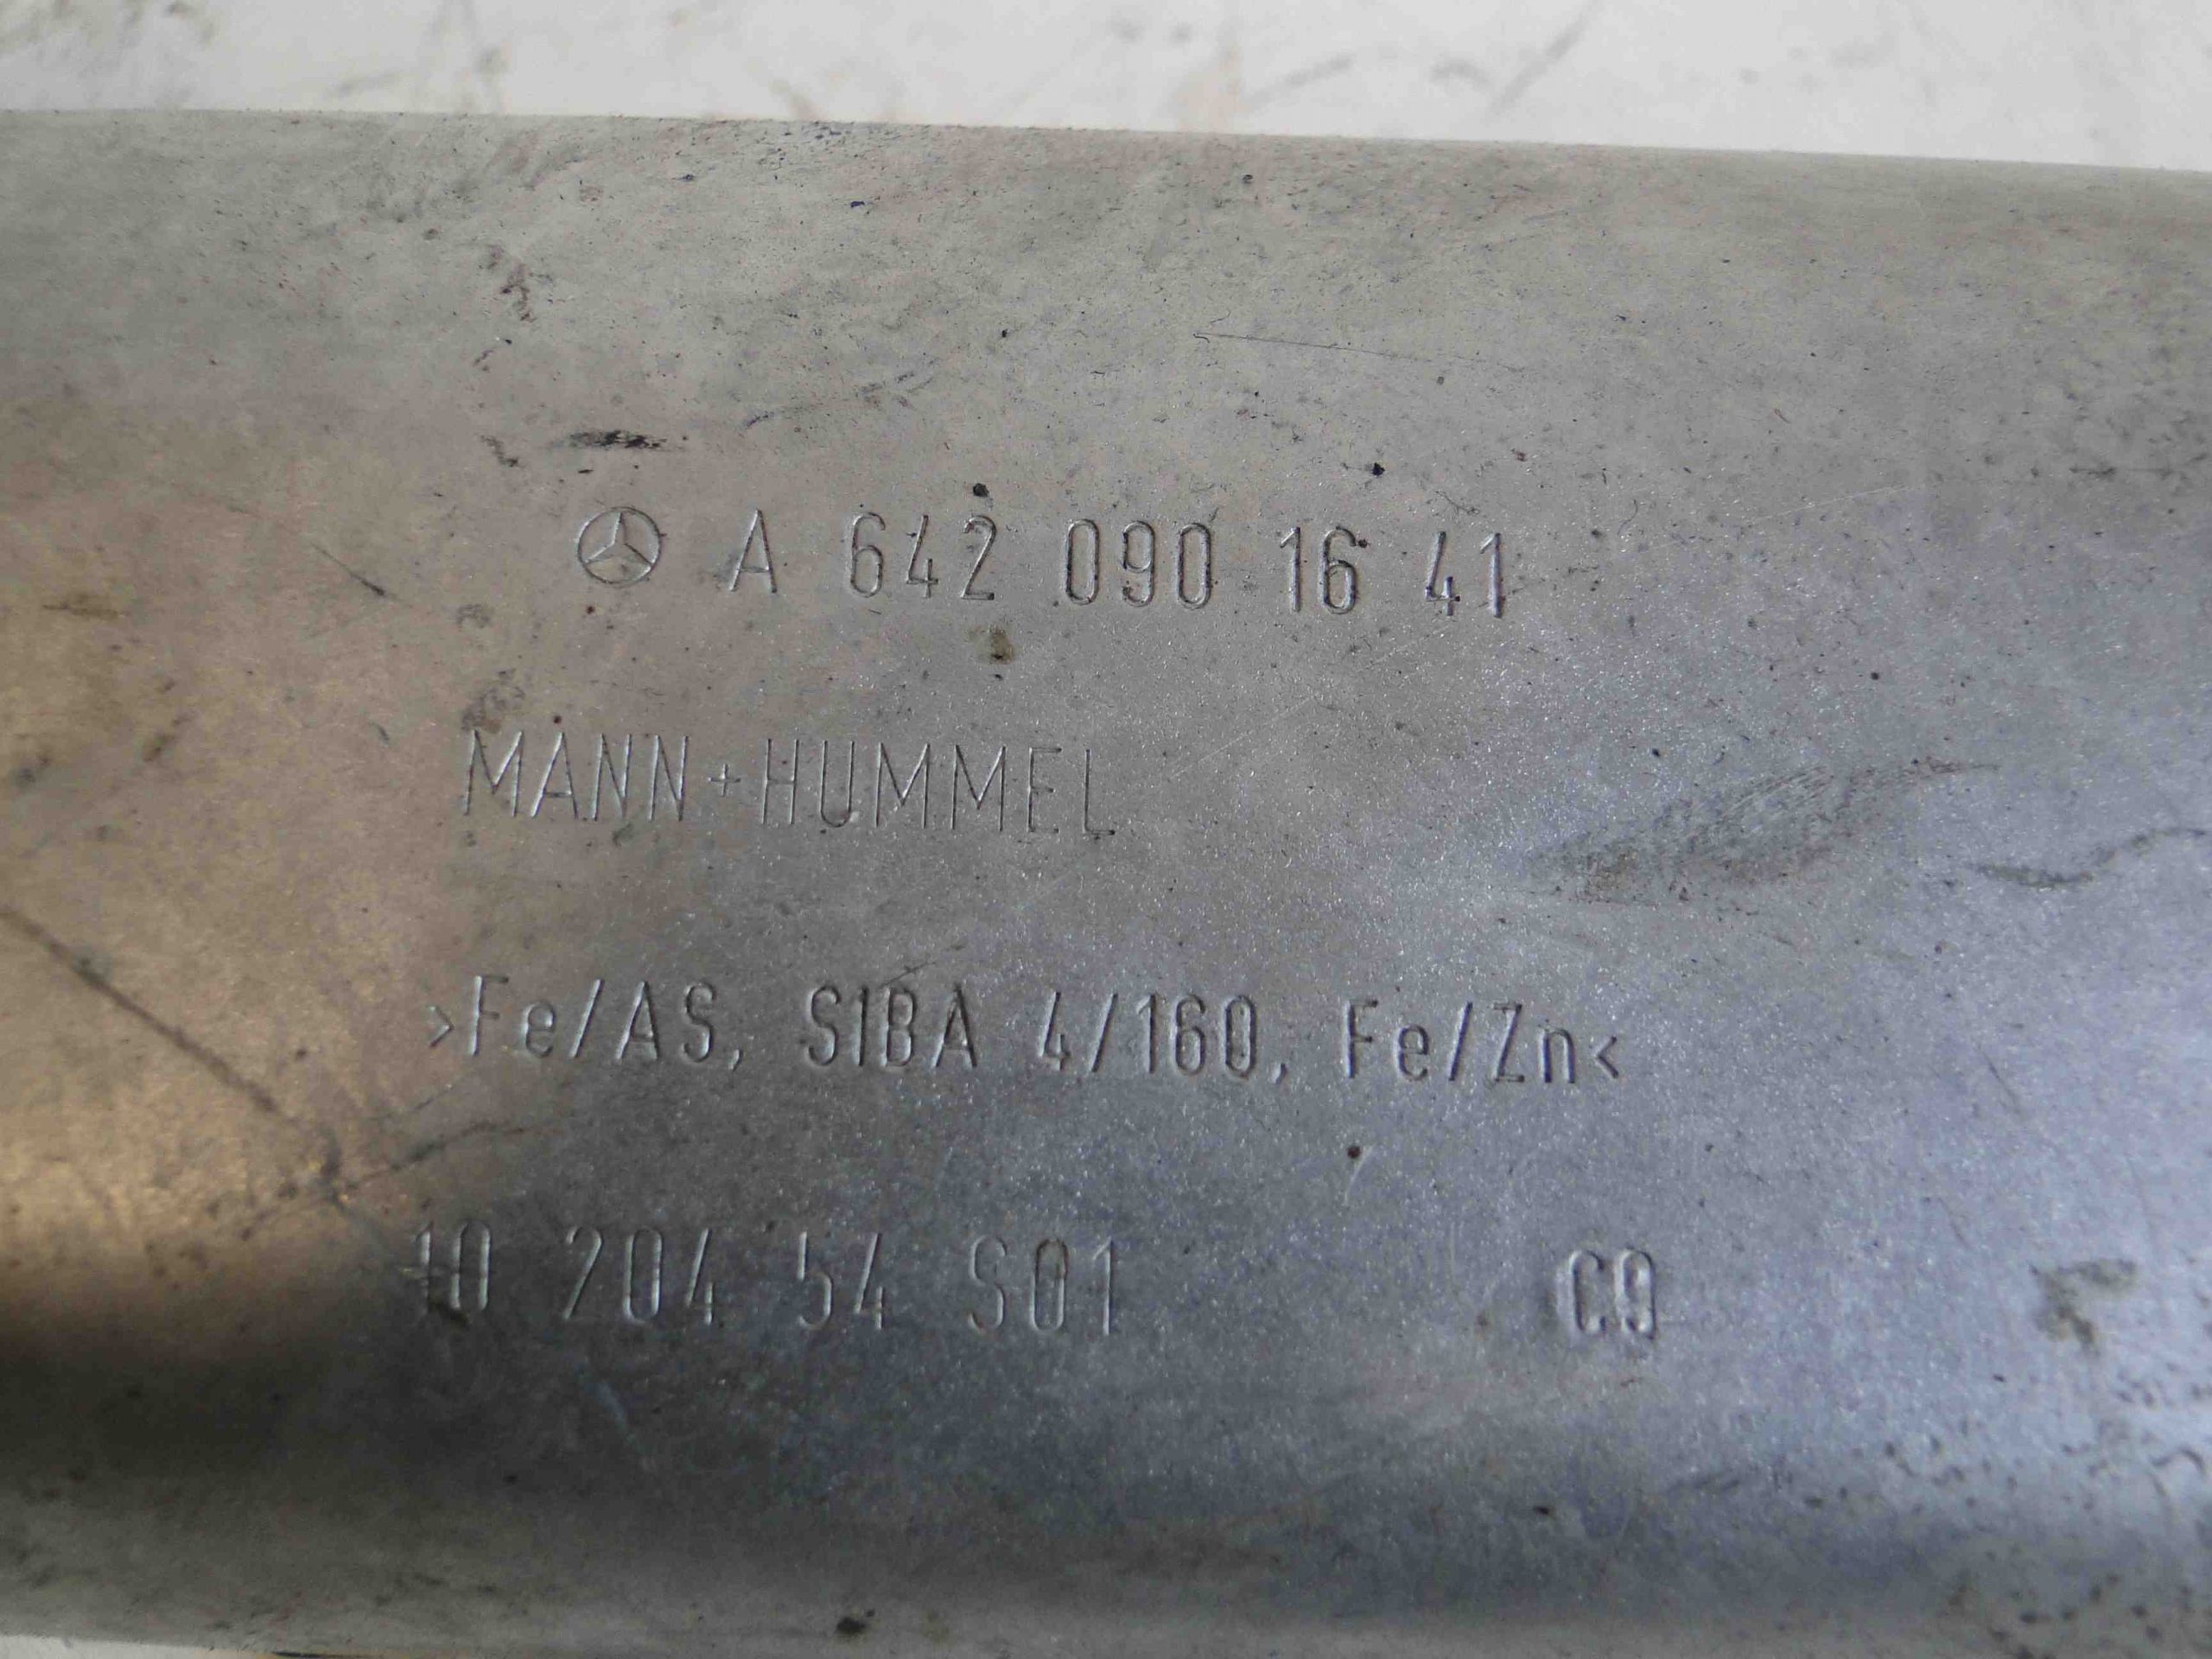 A 642 090 16 41
MANN+HUMMEL
>Fe/AS, SIBA 4/160, Fe/Zn<
10 204 54 S01 C9